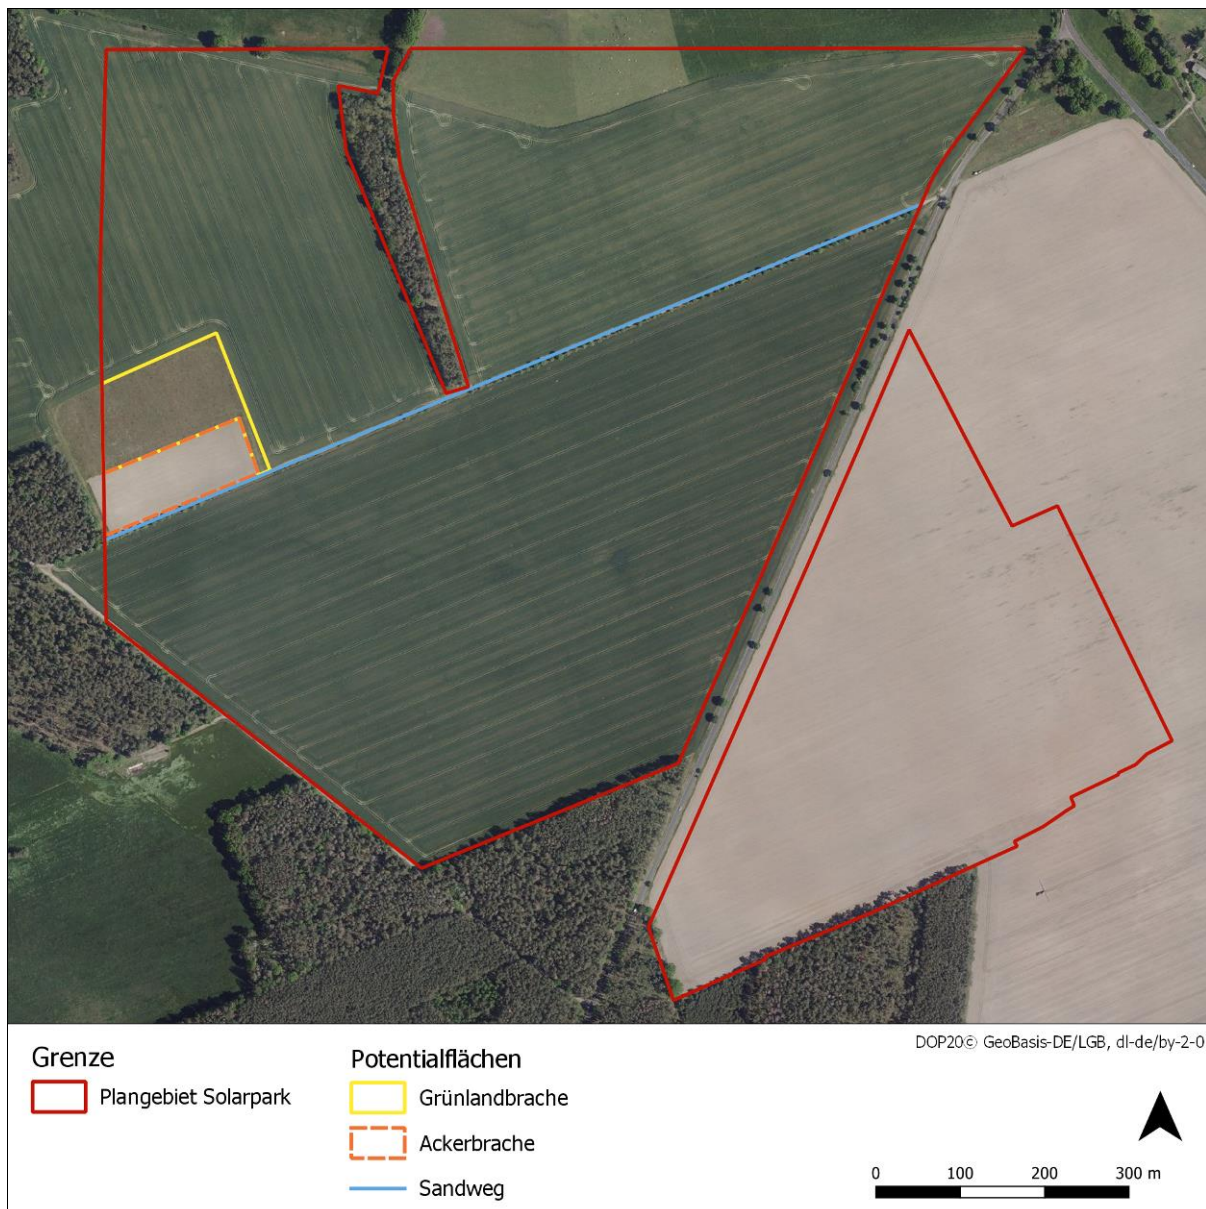 DOP20© GeoBasis-DE/LGB, dl-de/by-2-0
Grenze
Plangebiet Solarpark
Potentialflächen
Grünlandbrache
Ackerbrache
Sandweg
0 100 200 300 m